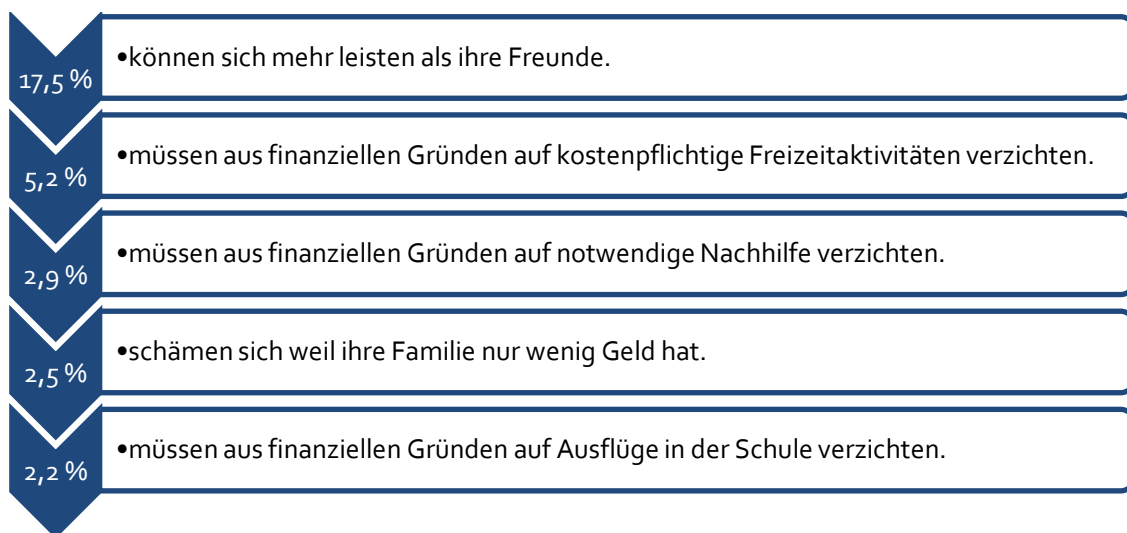 17,5 %
•können sich mehr leisten als ihre Freunde.
5,2 %
•müssen aus finanziellen Gründen auf kostenpflichtige Freizeitaktivitäten verzichten.
2,9 %
•müssen aus finanziellen Gründen auf notwendige Nachhilfe verzichten.
2,5 %
•schämen sich weil ihre Familie nur wenig Geld hat.
2,2 %
•müssen aus finanziellen Gründen auf Ausflüge in der Schule verzichten.